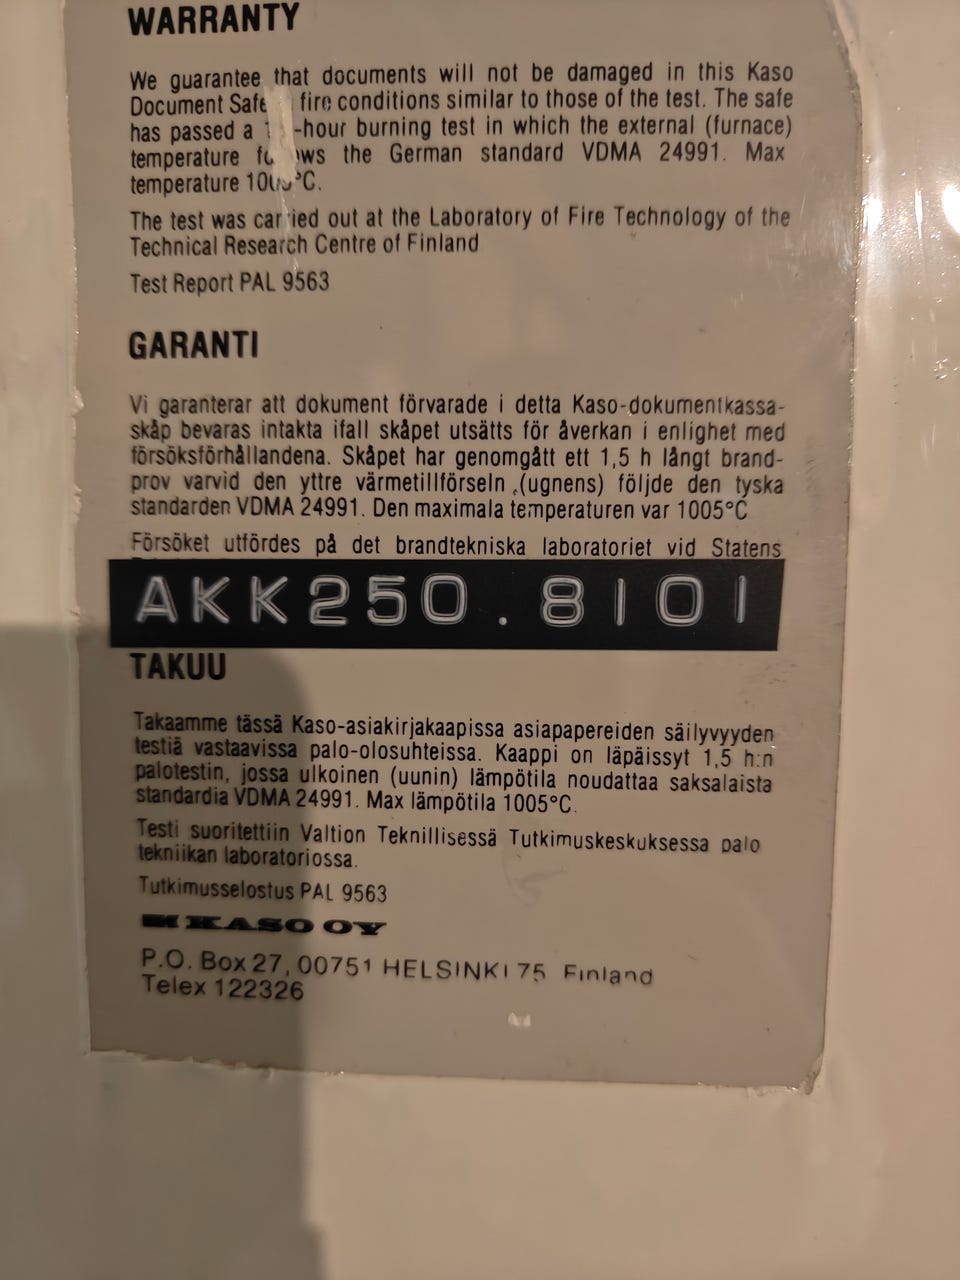 WARRANTY
We guarantee that documents will not be damaged in this Kaso
Document Safe fire conditions similar to those of the test. The safe
has passed a -hour burning test in which the external (furnace)
temperature the German standard VDMA 24991. Max
temperature °C.
The test was carried out at the Laboratory of Fire Technology of the
Technical Research Centre of Finland
Test Report PAL 9563
GARANTI
Vi garanterar att dokument förvarade i detta Kaso-dokumentkassa-
skåp bevaras intakta ifall skåpet utsätts för åverkan i enlighet med
försöksförhållandena. Skåpet har genomgått ett 1,5 h långt brand-
prov varvid den yttre värmetillförseln (ugnens) följde den tyska
standarden VDMA 24991. Den maximala temperaturen var 1005°C
Försöket utfördes på det brandtekniska laboratoriet vid Statens
AKK250.8101
TAKUU
Takaamme tässä Kaso-asiakirjakaapissa asiapapereiden säilyvyyden
testiä vastaavissa palo-olosuhteissa. Kaappi on läpäissyt 1,5 h:n
palotestin, jossa ulkoinen (uunin) lämpötila noudattaa saksalaista
standardia VDMA 24991. Max lämpötila 1005°C.
Testi suoritettiin Valtion Teknillisessä Tutkimuskeskuksessa palo
tekniikan laboratoriossa.
Tutkimusselostus PAL 9563
KASO OY
P.O. Box 27, 00751 HELSINKI 75 Finland
Telex 122326